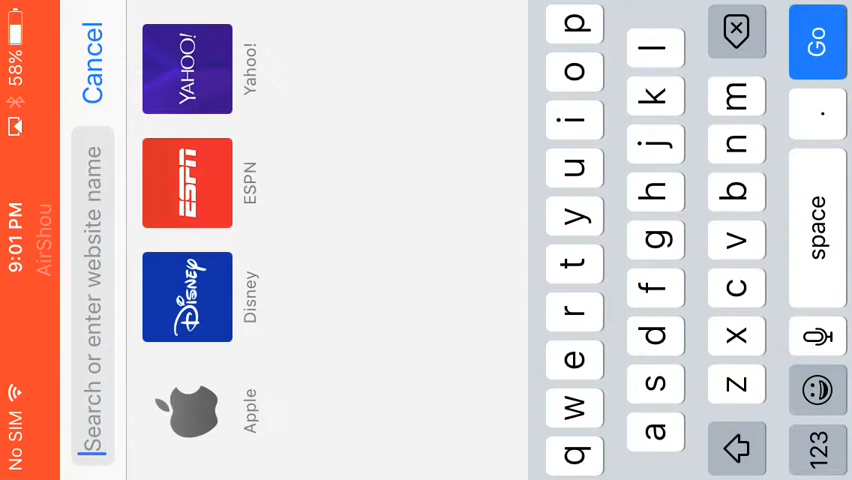 No SIM 9:01 PM 58%
AirShou
Search or enter website name Cancel
DISNEY ESPN YAHOO!
Apple Disney ESPN Yahoo!
q w e r t y u i o p
a s d f g h j k l
z x c v b n m
123 space . Go